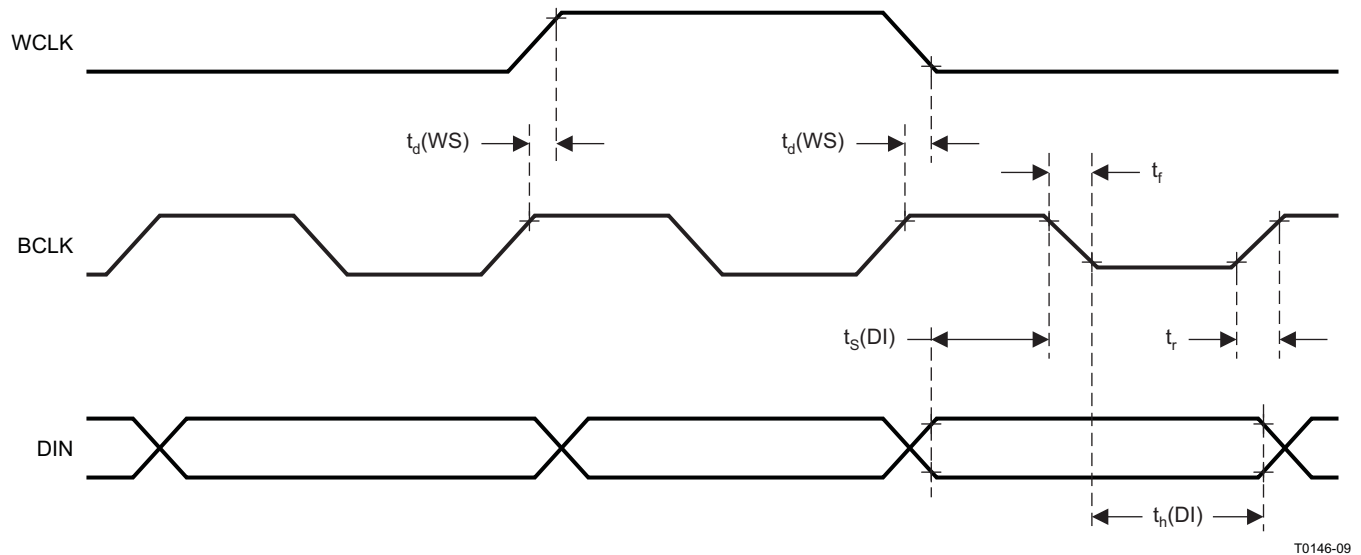 WCLK
t_d(WS) t_d(WS)
t_f
BCLK
t_S(DI) t_r
DIN
t_h(DI)
T0146-09